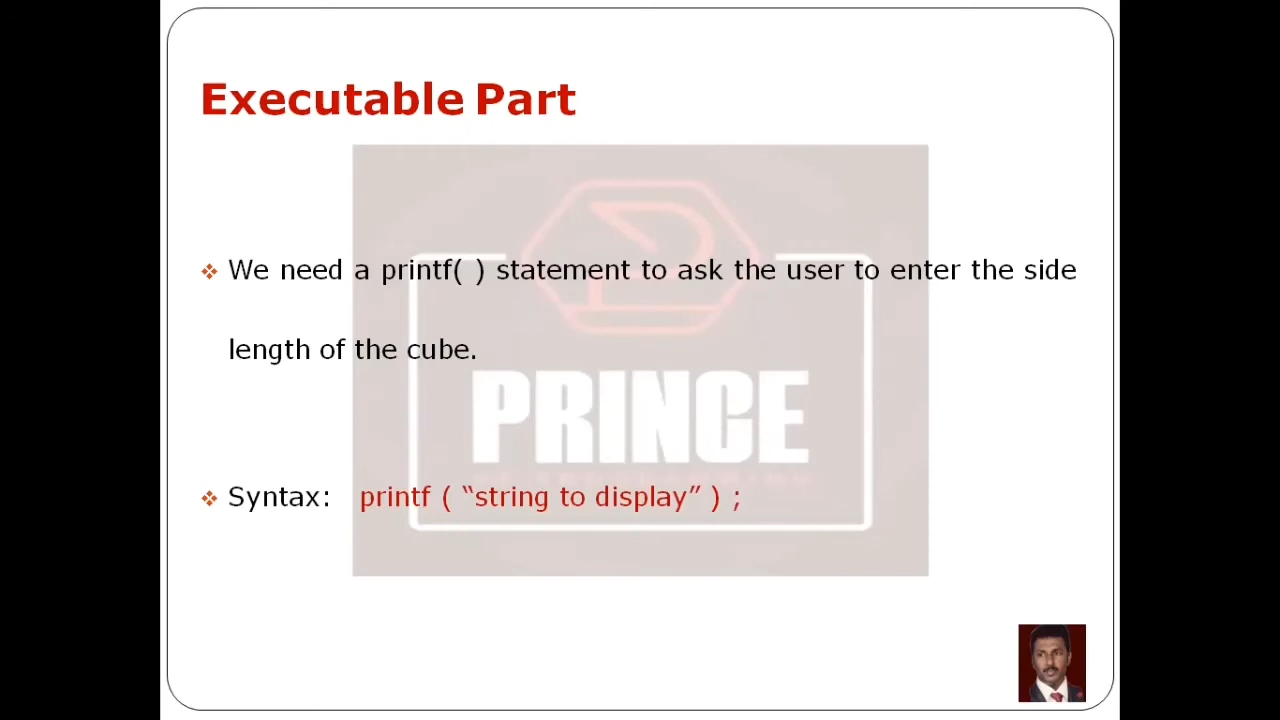 Executable Part
We need a printf( ) statement to ask the user to enter the side
length of the cube.
PRINCE
Syntax: printf ( “string to display” ) ;